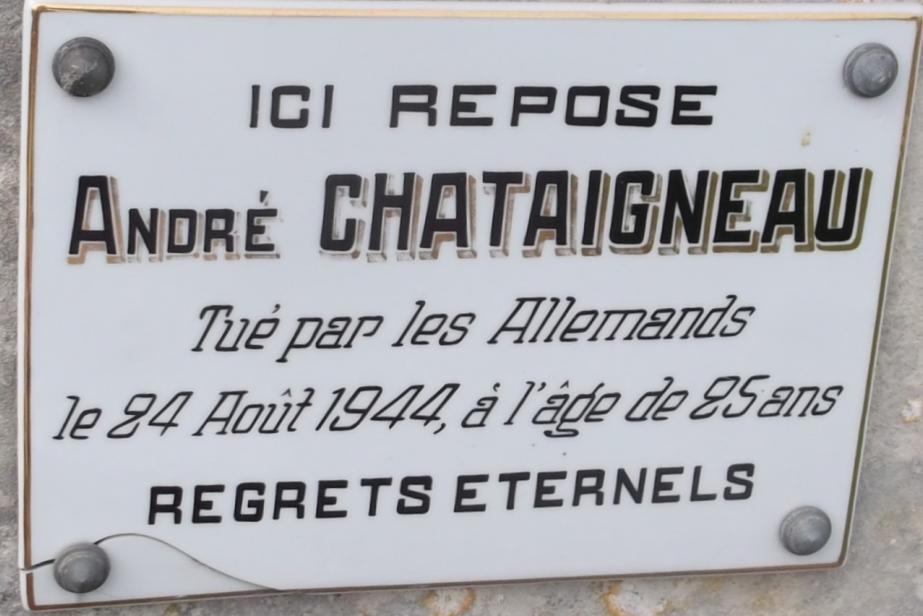 ICI REPOSE
ANDRÉ CHATAIGNEAU
Tué par les Allemands
le 24 Août 1944, à l'âge de 25 ans
REGRETS ETERNELS